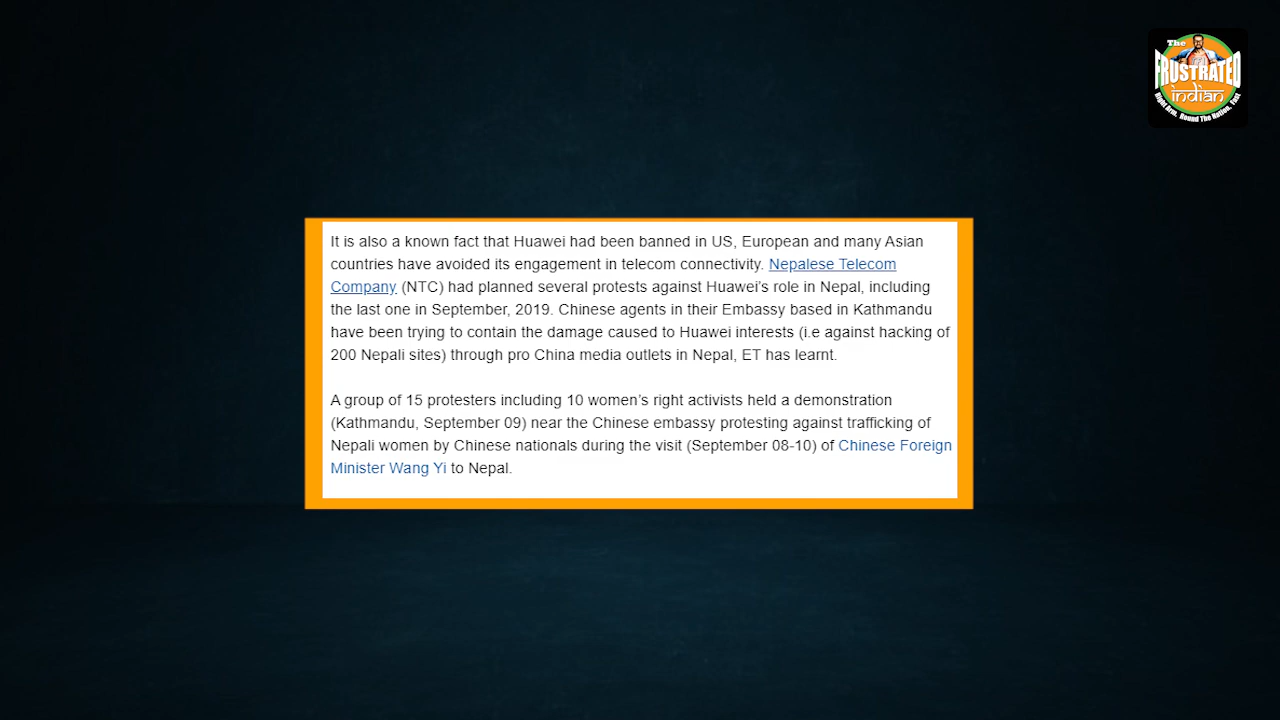 The
FRUSTRATED
indian
Right Arm. Round The Nation. Fast
It is also a known fact that Huawei had been banned in US, European and many Asian
countries have avoided its engagement in telecom connectivity. Nepalese Telecom
Company (NTC) had planned several protests against Huawei's role in Nepal, including
the last one in September, 2019. Chinese agents in their Embassy based in Kathmandu
have been trying to contain the damage caused to Huawei interests (i.e against hacking of
200 Nepali sites) through pro China media outlets in Nepal, ET has learnt.
A group of 15 protesters including 10 women's right activists held a demonstration
(Kathmandu, September 09) near the Chinese embassy protesting against trafficking of
Nepali women by Chinese nationals during the visit (September 08-10) of Chinese Foreign
Minister Wang Yi to Nepal.